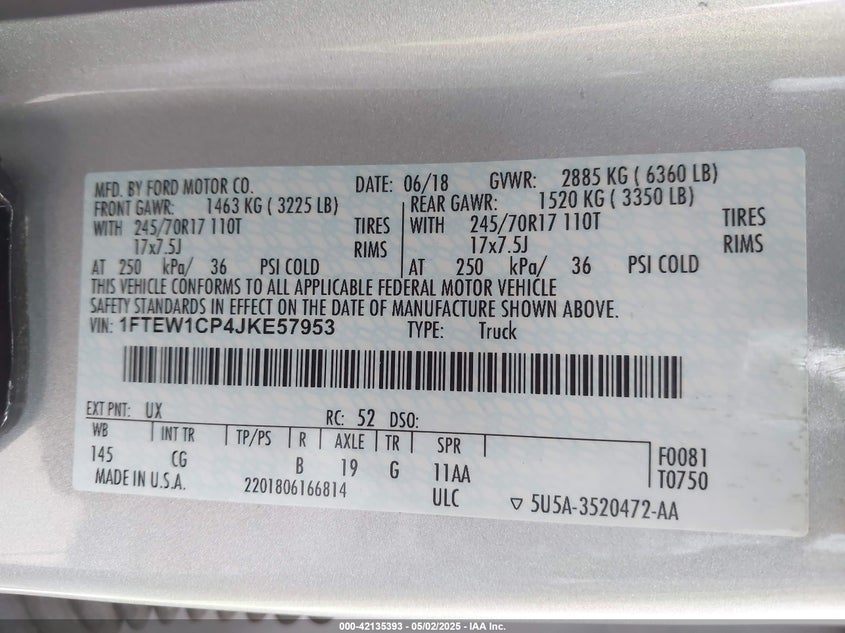 MFD. BY FORD MOTOR CO. DATE: 06/18 GVWR: 2885 KG ( 6360 LB)
FRONT GAWR: 1463 KG ( 3225 LB) REAR GAWR: 1520 KG ( 3350 LB)
WITH 245/70R17 110T TIRES WITH 245/70R17 110T TIRES
17x7.5J RIMS 17x7.5J RIMS
AT 250 kPa/ 36 PSI COLD AT 250 kPa/ 36 PSI COLD
THIS VEHICLE CONFORMS TO ALL APPLICABLE FEDERAL MOTOR VEHICLE
SAFETY STANDARDS IN EFFECT ON THE DATE OF MANUFACTURE SHOWN ABOVE.
VIN: 1FTEW1CP4JKE57953 TYPE: Truck
EXT PNT: UX RC: 52 DSO:
WB INT TR TP/PS R AXLE TR SPR
145 CG B 19 G 11AA F0081
MADE IN U.S.A. 2201806166814 ULC T0750
5U5A-3520472-AA
000-42135393 - 05/02/2025 - IAA Inc.